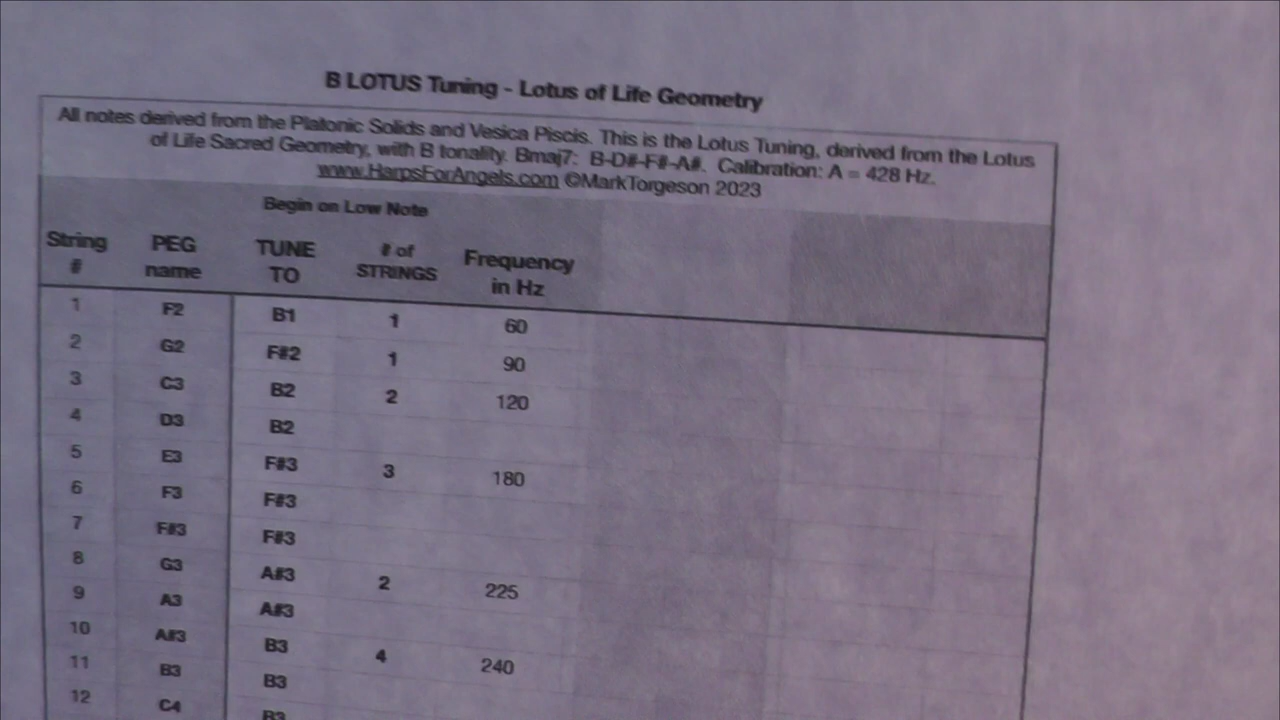 B LOTUS Tuning - Lotus of Life Geometry
All notes derived from the Platonic Solids and Vesica Piscis. This is the Lotus Tuning, derived from the Lotus
of Life Sacred Geometry, with B tonality. Bmaj7: B-D#-F#-A#. Calibration: A = 428 Hz.
www.HarpsForAngels.com ©MarkTorgeson 2023
Begin on Low Note
String # PEG name TUNE TO # of STRINGS Frequency in Hz
1 F2 B1 1 60
2 G2 F#2 1 90
3 C3 B2 2 120
4 D3 B2
5 E3 F#3 3 180
6 F3 F#3
7 F#3 F#3
8 G3 A#3 2 225
9 A3 A#3
10 A#3 B3 4 240
11 B3 B3
12 C4 B3